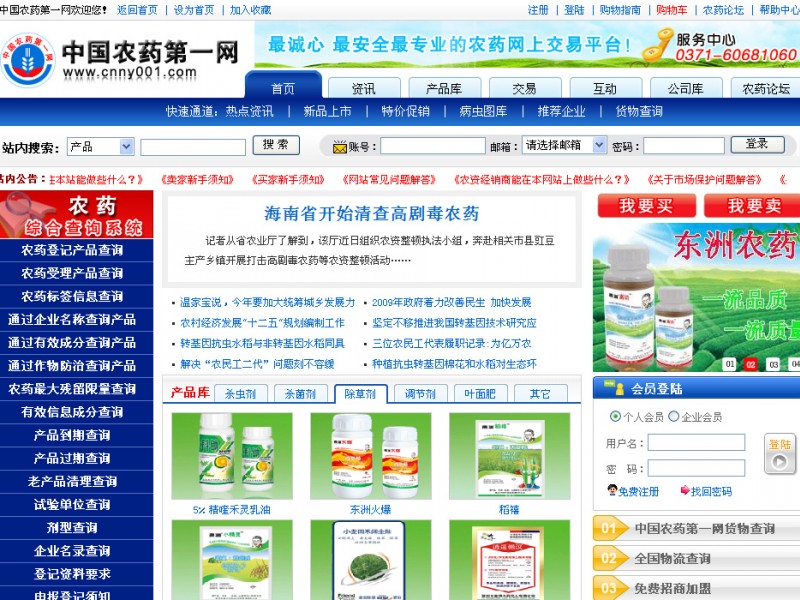 中国农药第一网欢迎您！ 返回首页 | 设为首页 | 加入收藏
注册 | 登陆 | 购物指南 | 购物车 | 农药论坛 | 帮助中心
中国农药第一网
www.cnny001.com
最诚心 最安全最专业的农药网上交易平台！
服务中心
0371-60681060
首页 资讯 产品库 交易 互动 公司库 农药论坛
快速通道：热点资讯 | 新品上市 | 特价促销 | 病虫图库 | 推荐企业 | 货物查询
站内搜索： 产品 搜 索 账号： 邮箱： 请选择邮箱 密码： 登录
站内公告： 在本站能做些什么？》 《卖家新手须知》 《买家新手须知》 《网站常见问题解答》 《农资经销商能在本网站上做些什么？》 《关于市场保护问题解答》
农药
综合查询系统
农药登记产品查询
农药受理产品查询
农药标签信息查询
通过企业名称查询产品
通过有效成分查询产品
通过作物防治查询产品
农药最大残留限量查询
有效信息成分查询
产品到期查询
产品过期查询
老产品清理查询
试验单位查询
剂型查询
企业名录查询
登记资料要求
申报登记须知
海南省开始清查高剧毒农药
记者从省农业厅了解到，该厅近日组织农资整顿执法小组，奔赴相关市县豇豆
主产乡镇开展打击高剧毒农药等农资整顿活动······
温家宝说，今年要加大统筹城乡发展力
2009年政府着力改善民生 加快发展
农村经济发展“十二五”规划编制工作
坚定不移推进我国转基因技术研究应
转基因抗虫水稻与非转基因水稻同具
三位农民工代表履职记录:为亿万农
解决“农民工二代”问题刻不容缓
种植抗虫转基因棉花和水稻对生态环
产品库 杀虫剂 杀菌剂 除草剂 调节剂 叶面肥 其它
5% 精喹禾灵乳油
东洲火爆
稻禧
我要买 我要卖
东洲农药
一流品质
一流质量
01 02 03 04
会员登陆
个人会员 企业会员
用户名：
密 码：
登陆
免费注册 找回密码
01 中国农药第一网货物查询
02 全国物流查询
03 免费招商加盟